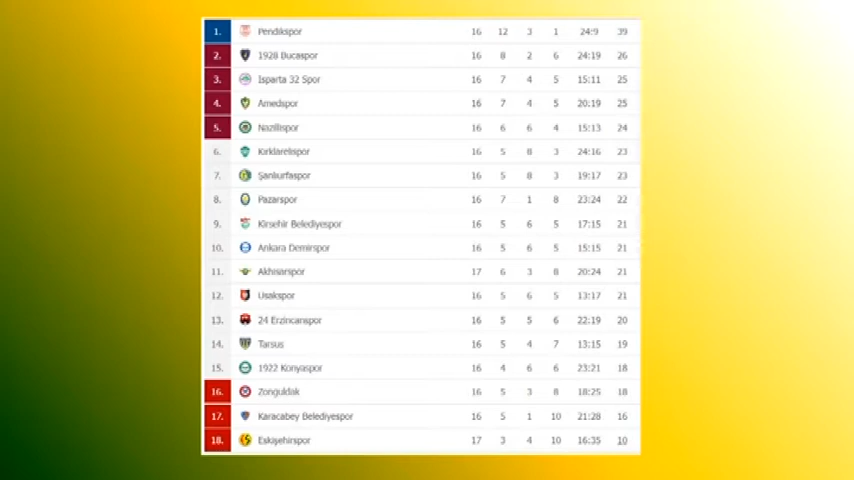 1. Pendikspor 16 12 3 1 24:9 39
2. 1928 Bucaspor 16 8 2 6 24:19 26
3. Isparta 32 Spor 16 7 4 5 15:11 25
4. Amedspor 16 7 4 5 20:19 25
5. Nazillispor 16 6 6 4 15:13 24
6. Kırklarelispor 16 5 8 3 24:16 23
7. Şanlıurfaspor 16 5 8 3 19:17 23
8. Pazarspor 16 7 1 8 23:24 22
9. Kirsehir Belediyespor 16 5 6 5 17:15 21
10. Ankara Demirspor 16 5 6 5 15:15 21
11. Akhisarspor 17 6 3 8 20:24 21
12. Usakspor 16 5 6 5 13:17 21
13. 24 Erzincanspor 16 5 5 6 22:19 20
14. Tarsus 16 5 4 7 13:15 19
15. 1922 Konyaspor 16 4 6 6 23:21 18
16. Zonguldak 16 5 3 8 18:25 18
17. Karacabey Belediyespor 16 5 1 10 21:28 16
18. Eskişehirspor 17 3 4 10 16:35 10